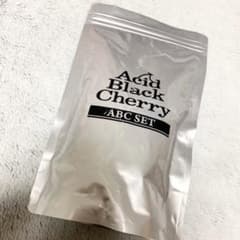 Acid
Black
Cherry
ABC SET